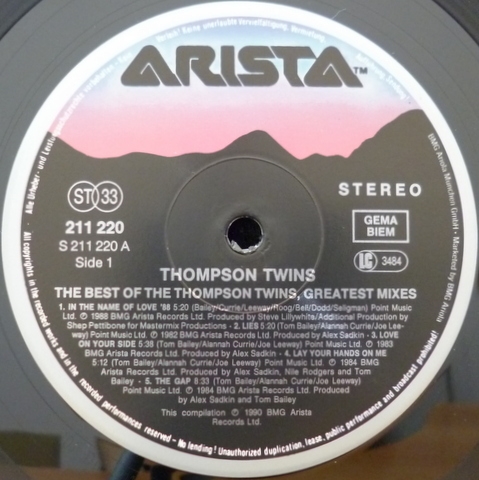 ARISTA™
ST 33
STEREO
211 220
S 211 220 A
Side 1
GEMA
BIEM
LC 3484
THOMPSON TWINS
THE BEST OF THE THOMPSON TWINS, GREATEST MIXES
1. IN THE NAME OF LOVE '88 5:20 (Bailey/Currie/Leeway/Roog/Bell/Dodd/Seligman) Point
Music Ltd. ℗ 1988 BMG Arista Records Ltd. Produced by Steve Lillywhite/Additional Production by
Shep Pettibone for Mastermix Productions - 2. LIES 5:20 (Tom Bailey/Alannah Currie/Joe Lee-
way) Point Music Ltd. ℗ 1982 BMG Arista Records Ltd. Produced by Alex Sadkin - 3. LOVE
ON YOUR SIDE 5:38 (Tom Bailey/Alannah Currie/Joe Leeway) Point Music Ltd. ℗ 1983
BMG Arista Records Ltd. Produced by Alex Sadkin - 4. LAY YOUR HANDS ON ME
5:12 (Tom Bailey/Alannah Currie/Joe Leeway) Point Music Ltd. ℗ 1984 BMG
Arista Records Ltd. Produced by Alex Sadkin, Nile Rodgers and Tom
Bailey - 5. THE GAP 8:33 (Tom Bailey/Alannah Currie/Joe Leeway)
Point Music Ltd. ℗ 1984 BMG Arista Records Ltd. Produced
by Alex Sadkin and Tom Bailey
This compilation ℗ 1990 BMG Arista
Records Ltd.
All copyrights in the recorded works and in the recorded performances reserved – No lending! Unauthorized duplication, lease, public performance and broadcast prohibited!
BMG Ariola München GmbH - Marketed by BMG Ariola